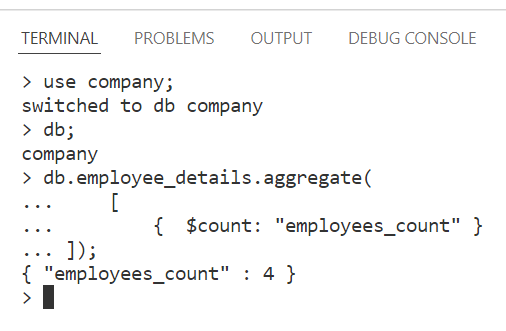 TERMINAL PROBLEMS OUTPUT DEBUG CONSOLE
> use company;
switched to db company
> db;
company
> db.employee_details.aggregate(
...     [
...         {  $count: "employees_count" }
... ]);
{ "employees_count" : 4 }
>